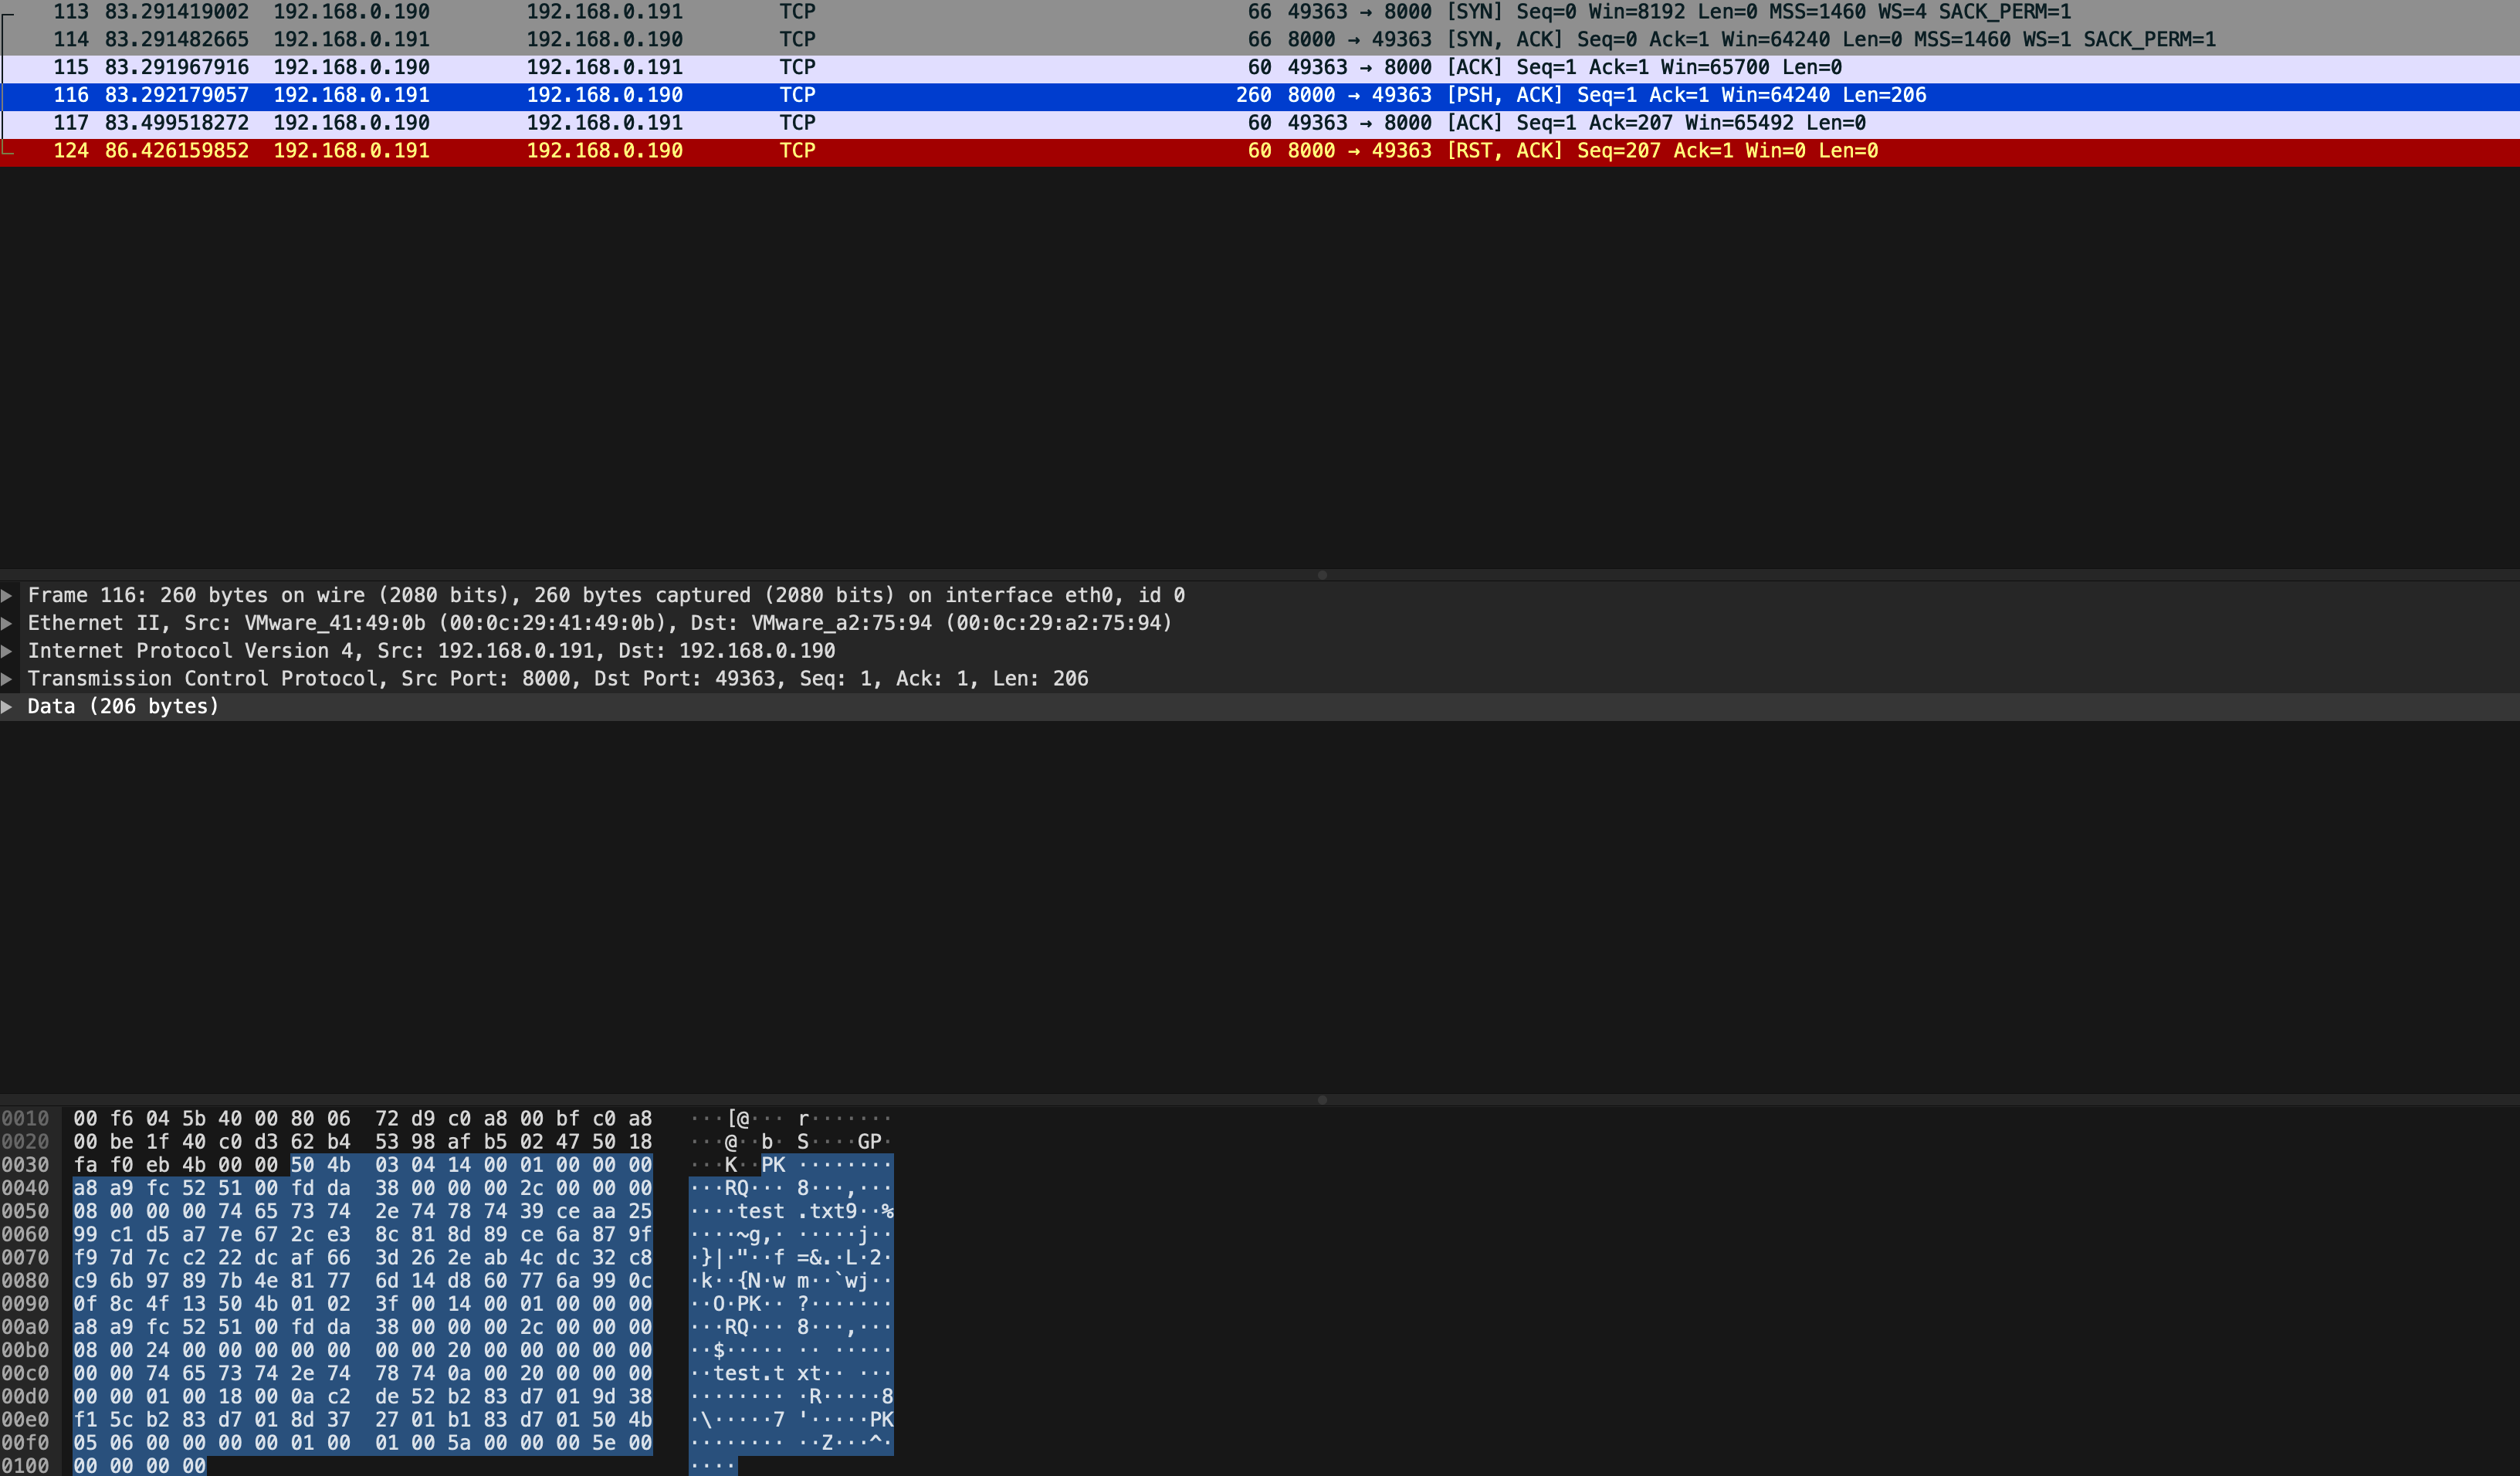 113 83.291419002 192.168.0.190 192.168.0.191 TCP 66 49363 → 8000 [SYN] Seq=0 Win=8192 Len=0 MSS=1460 WS=4 SACK_PERM=1
114 83.291482665 192.168.0.191 192.168.0.190 TCP 66 8000 → 49363 [SYN, ACK] Seq=0 Ack=1 Win=64240 Len=0 MSS=1460 WS=1 SACK_PERM=1
115 83.291967916 192.168.0.190 192.168.0.191 TCP 60 49363 → 8000 [ACK] Seq=1 Ack=1 Win=65700 Len=0
116 83.292179057 192.168.0.191 192.168.0.190 TCP 260 8000 → 49363 [PSH, ACK] Seq=1 Ack=1 Win=64240 Len=206
117 83.499518272 192.168.0.190 192.168.0.191 TCP 60 49363 → 8000 [ACK] Seq=1 Ack=207 Win=65492 Len=0
124 86.426159852 192.168.0.191 192.168.0.190 TCP 60 8000 → 49363 [RST, ACK] Seq=207 Ack=1 Win=0 Len=0
Frame 116: 260 bytes on wire (2080 bits), 260 bytes captured (2080 bits) on interface eth0, id 0
Ethernet II, Src: VMware_41:49:0b (00:0c:29:41:49:0b), Dst: VMware_a2:75:94 (00:0c:29:a2:75:94)
Internet Protocol Version 4, Src: 192.168.0.191, Dst: 192.168.0.190
Transmission Control Protocol, Src Port: 8000, Dst Port: 49363, Seq: 1, Ack: 1, Len: 206
Data (206 bytes)
0010 00 f6 04 5b 40 00 80 06 72 d9 c0 a8 00 bf c0 a8 ···[@··· r·······
0020 00 be 1f 40 c0 d3 62 b4 53 98 af b5 02 47 50 18 ···@··b· S····GP·
0030 fa f0 eb 4b 00 00 50 4b 03 04 14 00 01 00 00 00 ···K··PK ········
0040 a8 a9 fc 52 51 00 fd da 38 00 00 00 2c 00 00 00 ···RQ··· 8···,···
0050 08 00 00 00 74 65 73 74 2e 74 78 74 39 ce aa 25 ····test .txt9··%
0060 99 c1 d5 a7 7e 67 2c e3 8c 81 8d 89 ce 6a 87 9f ····~g,· ·····j··
0070 f9 7d 7c c2 22 dc af 66 3d 26 2e ab 4c dc 32 c8 ·}|·"··f =&.·L·2·
0080 c9 6b 97 89 7b 4e 81 77 6d 14 d8 60 77 6a 99 0c ·k··{N·w m··`wj··
0090 0f 8c 4f 13 50 4b 01 02 3f 00 14 00 01 00 00 00 ··O·PK·· ?·······
00a0 a8 a9 fc 52 51 00 fd da 38 00 00 00 2c 00 00 00 ···RQ··· 8···,···
00b0 08 00 24 00 00 00 00 00 00 00 20 00 00 00 00 00 ··$····· ·· ·····
00c0 00 00 74 65 73 74 2e 74 78 74 0a 00 20 00 00 00 ··test.t xt·· ···
00d0 00 00 01 00 18 00 0a c2 de 52 b2 83 d7 01 9d 38 ········ ·R·····8
00e0 f1 5c b2 83 d7 01 8d 37 27 01 b1 83 d7 01 50 4b ·\·····7 '·····PK
00f0 05 06 00 00 00 00 01 00 01 00 5a 00 00 00 5e 00 ········ ··Z···^·
0100 00 00 00 00 ····